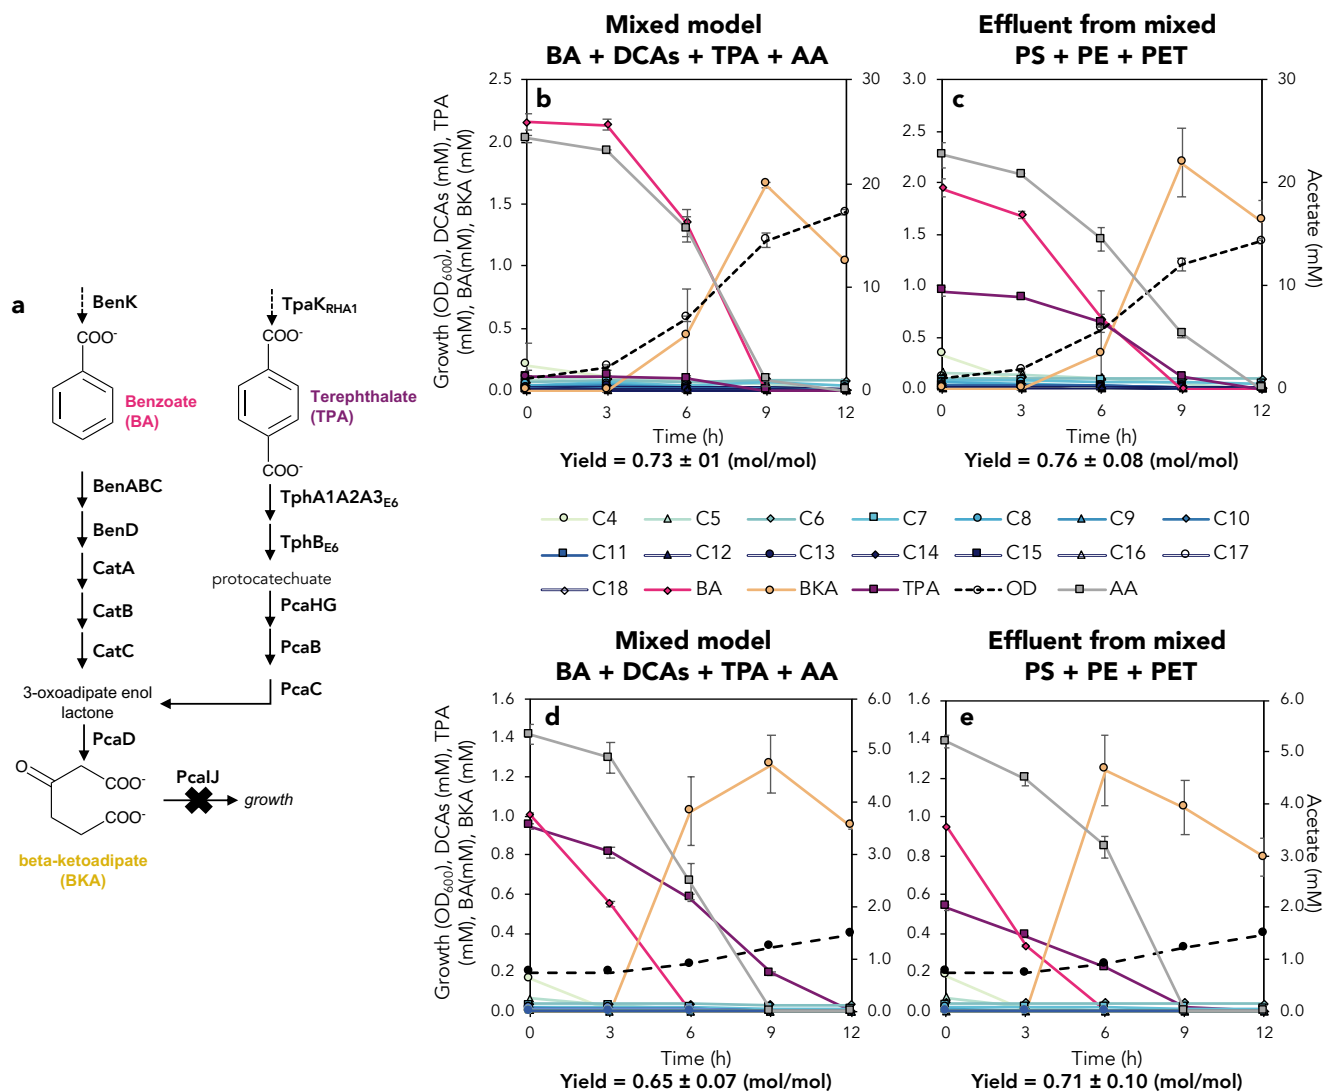 a
BenK
COO-
Benzoate
(BA)
BenABC
BenD
CatA
CatB
CatC
3-oxoadipate enol
lactone
PcaD
O
COO-
COO-
beta-ketoadipate
(BKA)
PcaIJ
growth
TpaKRHA1
COO-
Terephthalate
(TPA)
COO-
TphA1A2A3E6
TphBE6
protocatechuate
PcaHG
PcaB
PcaC
Mixed model
BA + DCAs + TPA + AA
b
Growth (OD600), DCAs (mM), TPA
(mM), BA(mM), BKA (mM)
2.5
2.0
1.5
1.0
0.5
0.0
30
20
10
0
0 3 6 9 12
Time (h)
Yield = 0.73 ± 01 (mol/mol)
Effluent from mixed
PS + PE + PET
c
3.0
2.5
2.0
1.5
1.0
0.5
0.0
30
20
10
0
Acetate (mM)
0 3 6 9 12
Time (h)
Yield = 0.76 ± 0.08 (mol/mol)
C4 C5 C6 C7 C8 C9 C10
C11 C12 C13 C14 C15 C16 C17
C18 BA BKA TPA OD AA
Mixed model
BA + DCAs + TPA + AA
d
Growth (OD600), DCAs (mM), TPA
(mM), BA(mM), BKA (mM)
1.6
1.4
1.2
1.0
0.8
0.6
0.4
0.2
0.0
6.0
5.0
4.0
3.0
2.0
1.0
0.0
0 3 6 9 12
Time (h)
Yield = 0.65 ± 0.07 (mol/mol)
Effluent from mixed
PS + PE + PET
e
1.6
1.4
1.2
1.0
0.8
0.6
0.4
0.2
0.0
6.0
5.0
4.0
3.0
2.0
1.0
0.0
Acetate (mM)
0 3 6 9 12
Time (h)
Yield = 0.71 ± 0.10 (mol/mol)